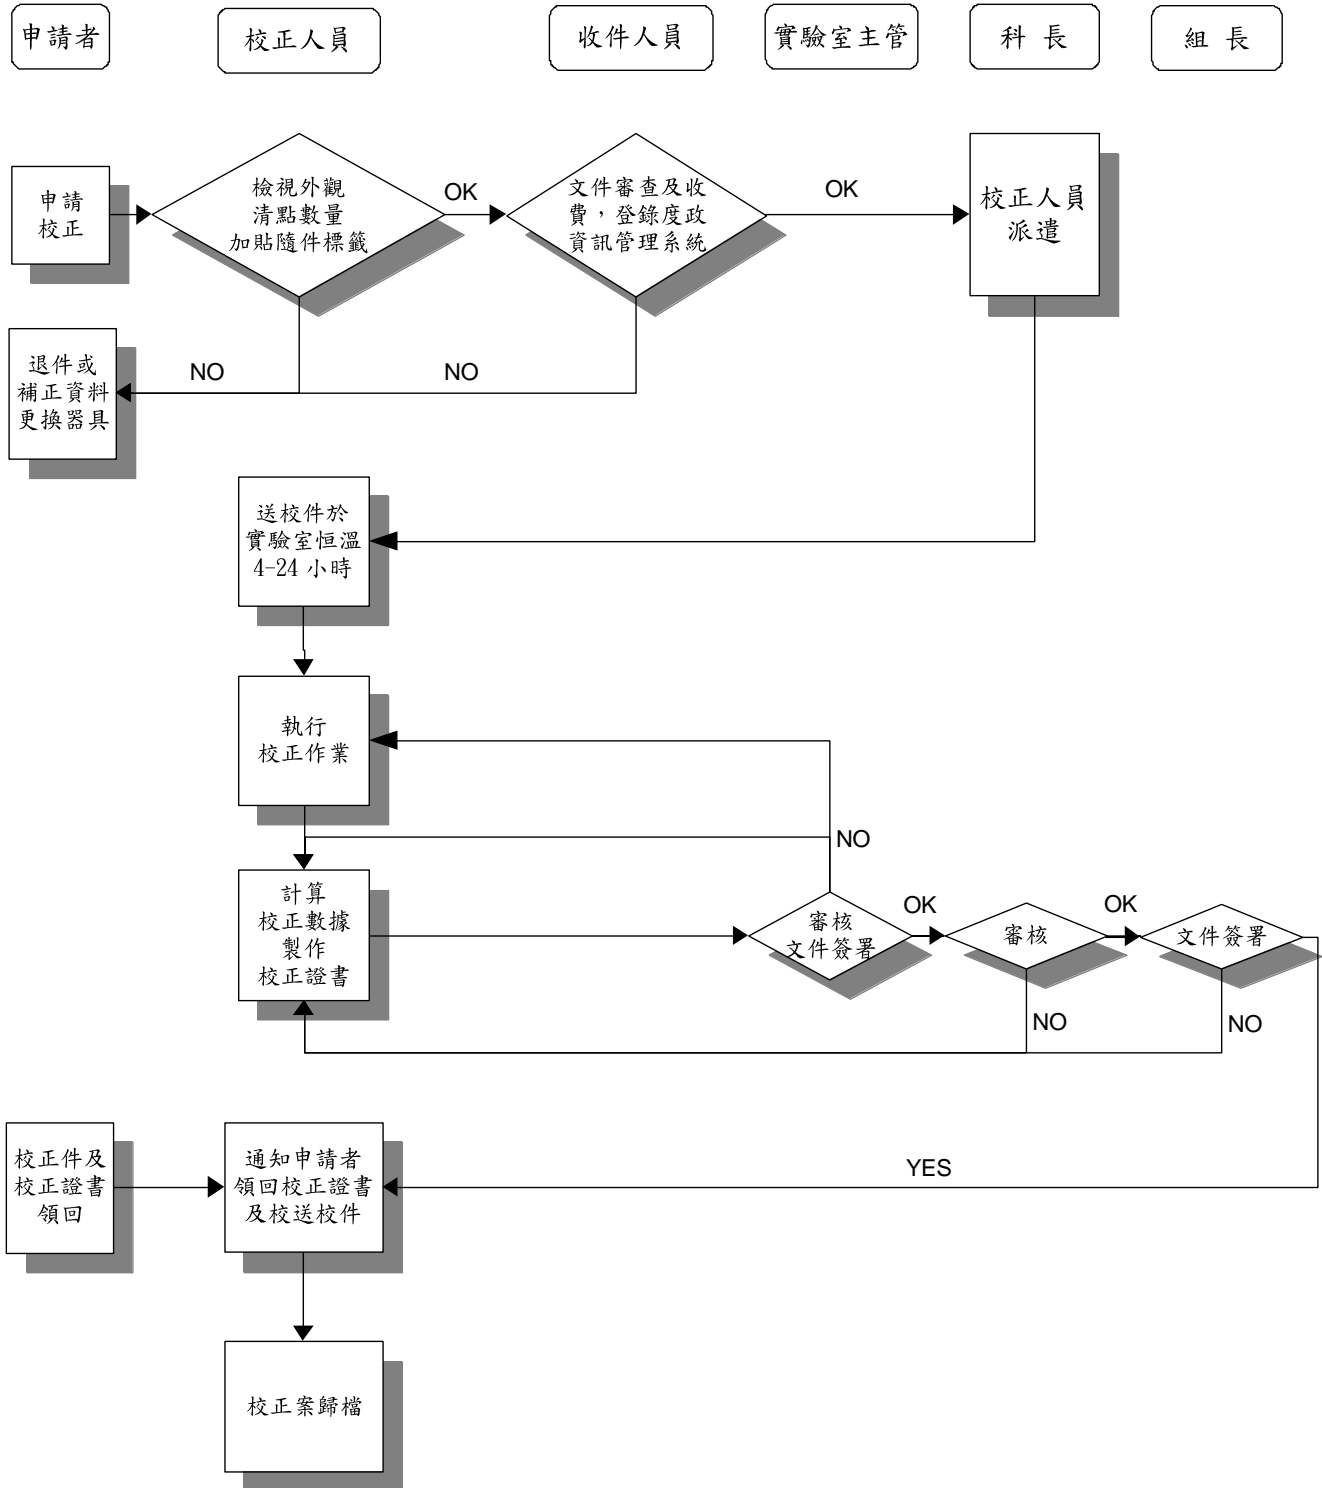 申請者
校正人員
收件人員
實驗室主管
科 長
組 長
申請
校正
檢視外觀
清點數量
加貼隨件標籤
OK
文件審查及收
費，登錄度政
資訊管理系統
OK
校正人員
派遣
退件或
補正資料
更換器具
NO
NO
送校件於
實驗室恒溫
4-24 小時
執行
校正作業
NO
計算
校正數據
製作
校正證書
審核
文件簽署
OK
審核
OK
文件簽署
NO
NO
校正件及
校正證書
領回
通知申請者
領回校正證書
及校送校件
YES
校正案歸檔